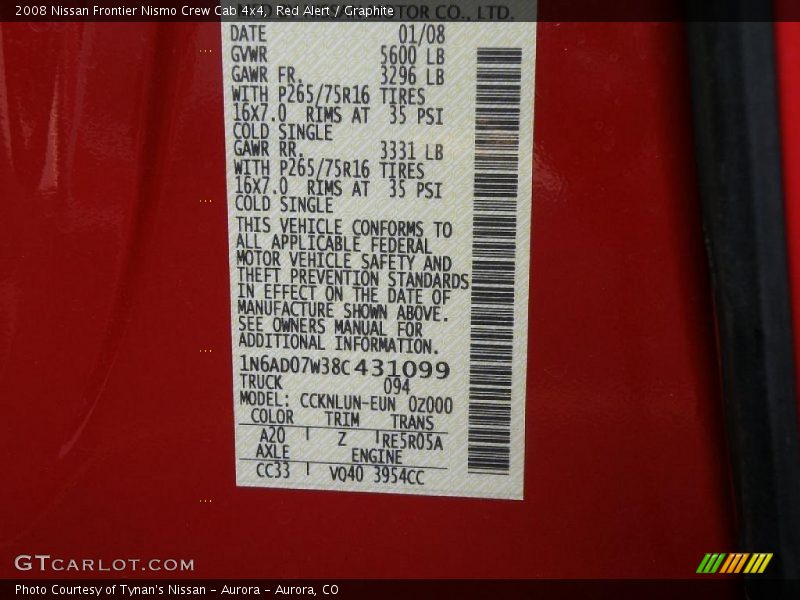 2008 Nissan Frontier Nismo Crew Cab 4x4, Red Alert / Graphite
TOR CO., LTD.
DATE 01/08
GVWR 5600 LB
GAWR FR. 3296 LB
WITH P265/75R16 TIRES
16X7.0 RIMS AT 35 PSI
COLD SINGLE
GAWR RR. 3331 LB
WITH P265/75R16 TIRES
16X7.0 RIMS AT 35 PSI
COLD SINGLE
THIS VEHICLE CONFORMS TO
ALL APPLICABLE FEDERAL
MOTOR VEHICLE SAFETY AND
THEFT PREVENTION STANDARDS
IN EFFECT ON THE DATE OF
MANUFACTURE SHOWN ABOVE.
SEE OWNERS MANUAL FOR
ADDITIONAL INFORMATION.
1N6AD07W38C431099
TRUCK 094
MODEL: CCKNLUN-EUN 0Z000
COLOR TRIM TRANS
A20 Z RE5R05A
AXLE ENGINE
CC33 VQ40 3954CC
GTCARLOT.COM
Photo Courtesy of Tynan's Nissan - Aurora - Aurora, CO